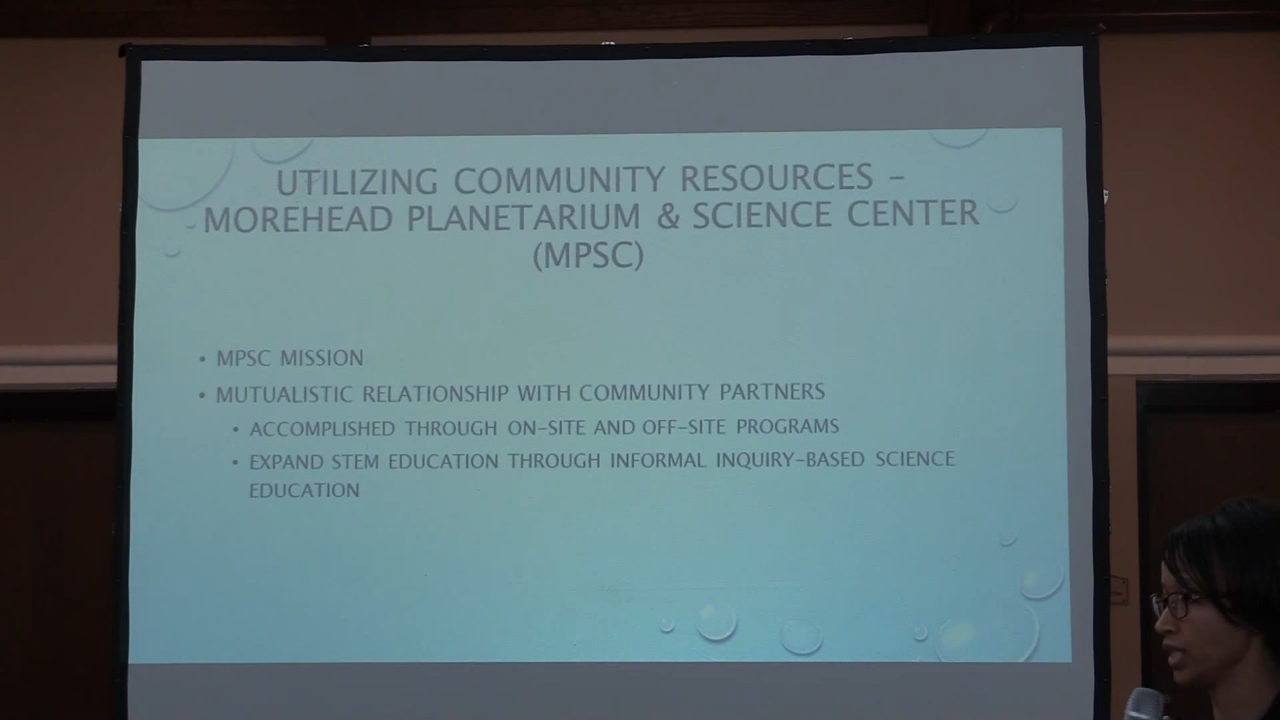 UTILIZING COMMUNITY RESOURCES –
MOREHEAD PLANETARIUM & SCIENCE CENTER
(MPSC)
• MPSC MISSION
• MUTUALISTIC RELATIONSHIP WITH COMMUNITY PARTNERS
• ACCOMPLISHED THROUGH ON-SITE AND OFF-SITE PROGRAMS
• EXPAND STEM EDUCATION THROUGH INFORMAL INQUIRY-BASED SCIENCE
EDUCATION